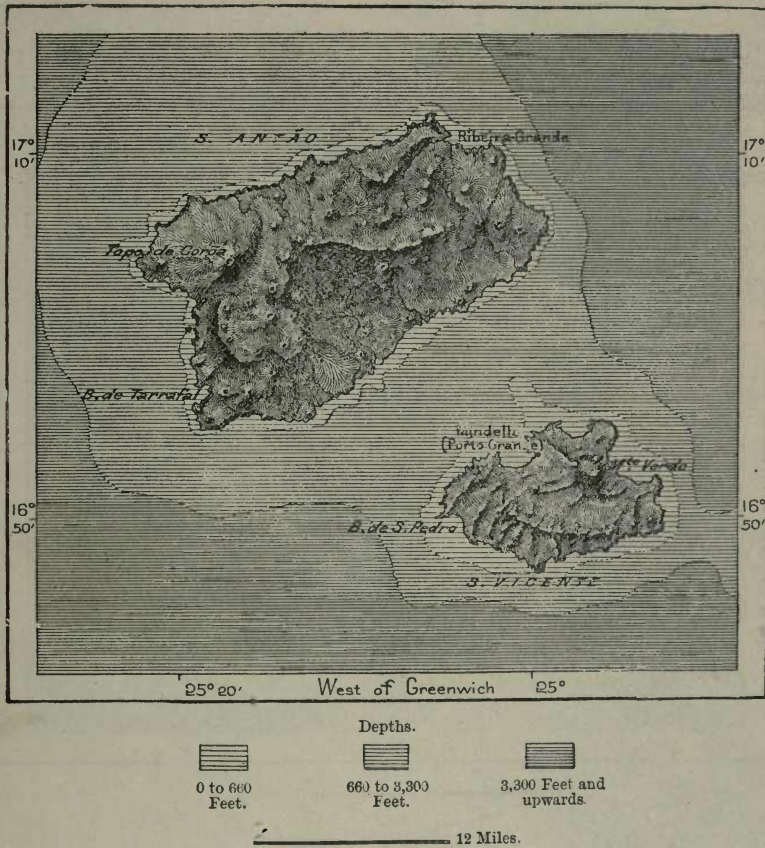 S. ANTÃO
Ribeira Grande
17°
10'
17°
10'
Topo de Coroa
B. de Tarrafal
Mindello
(Porto Grande)
Mte Verde
16°
50'
16°
50'
B. de S. Pedro
S. VICENTE
25° 20' West of Greenwich 25°
Depths.
0 to 660
Feet.
660 to 3,300
Feet.
3,300 Feet and
upwards.
12 Miles.